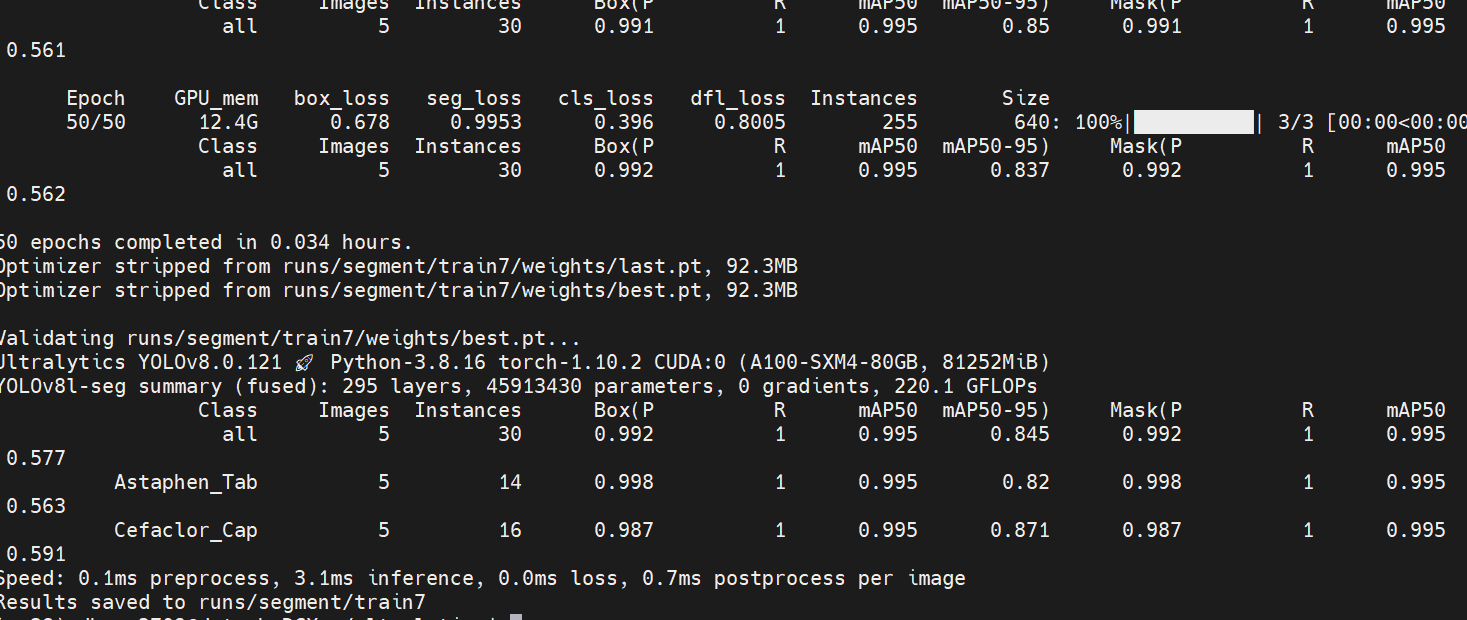 Class Images Instances Box(P R mAP50 mAP50-95) Mask(P R mAP50
all 5 30 0.991 1 0.995 0.85 0.991 1 0.995
0.561
Epoch GPU_mem box_loss seg_loss cls_loss dfl_loss Instances Size
50/50 12.4G 0.678 0.9953 0.396 0.8005 255 640: 100%|██████████| 3/3 [00:00<00:00
Class Images Instances Box(P R mAP50 mAP50-95) Mask(P R mAP50
all 5 30 0.992 1 0.995 0.837 0.992 1 0.995
0.562
50 epochs completed in 0.034 hours.
Optimizer stripped from runs/segment/train7/weights/last.pt, 92.3MB
Optimizer stripped from runs/segment/train7/weights/best.pt, 92.3MB
Validating runs/segment/train7/weights/best.pt...
Ultralytics YOLOv8.0.121 🚀 Python-3.8.16 torch-1.10.2 CUDA:0 (A100-SXM4-80GB, 81252MiB)
YOLOv8l-seg summary (fused): 295 layers, 45913430 parameters, 0 gradients, 220.1 GFLOPs
Class Images Instances Box(P R mAP50 mAP50-95) Mask(P R mAP50
all 5 30 0.992 1 0.995 0.845 0.992 1 0.995
0.577
Astaphen_Tab 5 14 0.998 1 0.995 0.82 0.998 1 0.995
0.563
Cefaclor_Cap 5 16 0.987 1 0.995 0.871 0.987 1 0.995
0.591
Speed: 0.1ms preprocess, 3.1ms inference, 0.0ms loss, 0.7ms postprocess per image
Results saved to runs/segment/train7